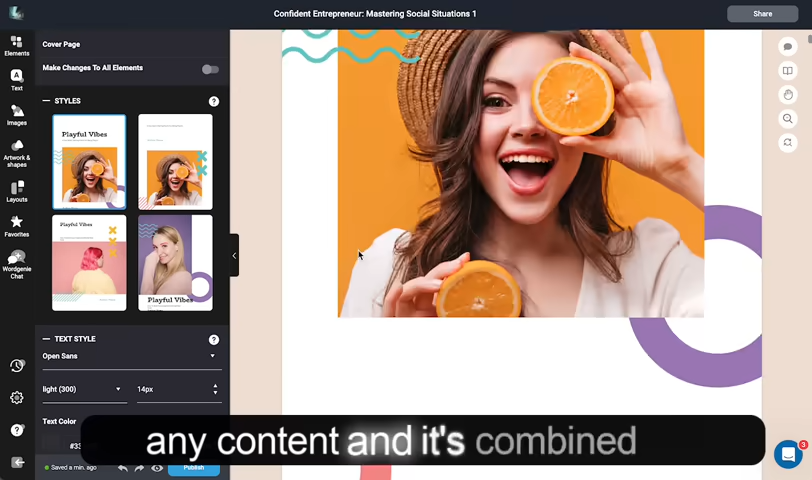 Confident Entrepreneur: Mastering Social Situations 1
Share
Elements
Text
Images
Artwork & shapes
Layouts
Favorites
Wordgenie Chat
Cover Page
Make Changes To All Elements
STYLES
Playful Vibes
Playful Vibes
Playful Vibes
TEXT STYLE
Open Sans
light (300)
14px
Text Color
Saved a min. ago
Publish
3
any content and it's combined